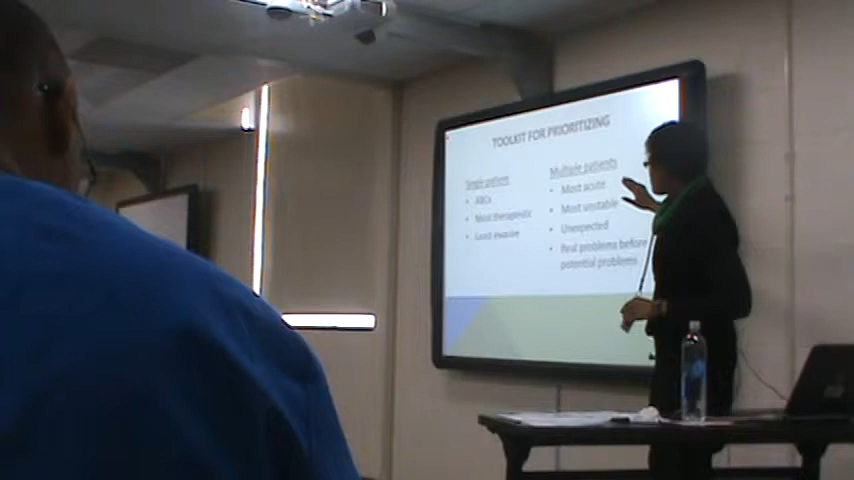 TOOLKIT FOR PRIORITIZING
Single patient
• ABCs
• Most therapeutic
• Least evasive
Multiple patients
• Most acute
• Most unstable
• Unexpected
• Real problems before
potential problems